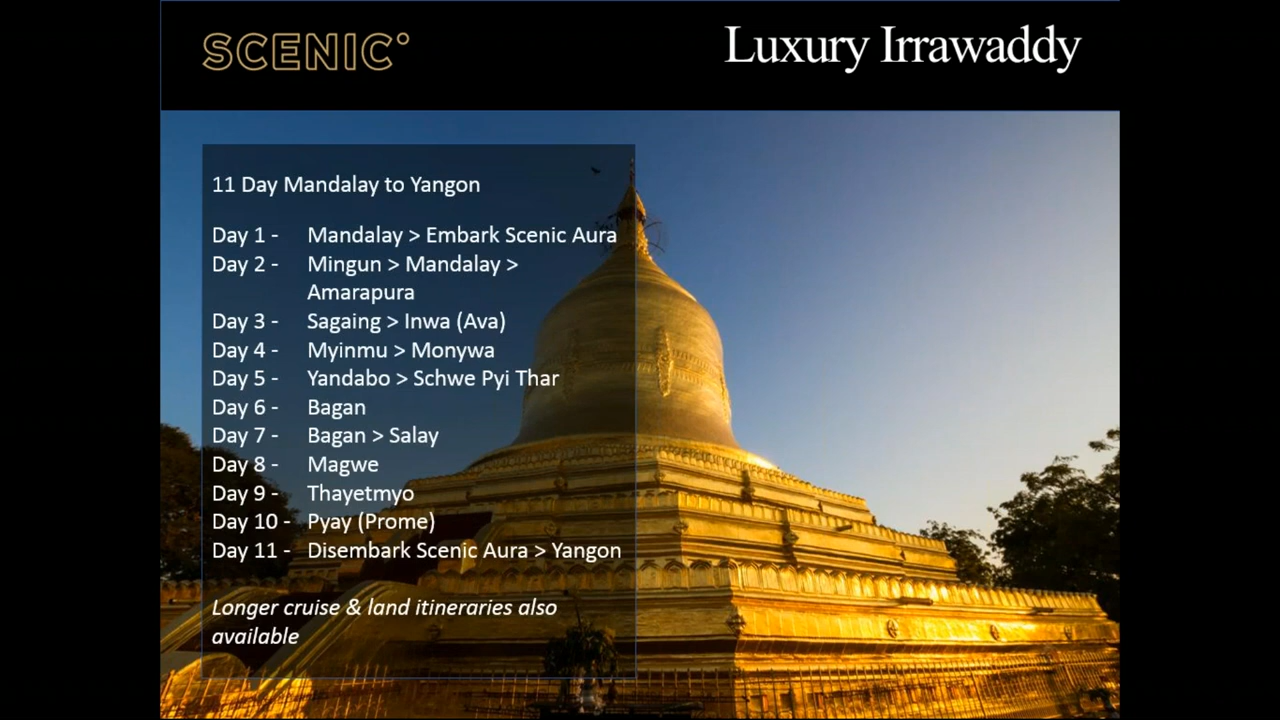 SCENIC°
Luxury Irrawaddy
11 Day Mandalay to Yangon
Day 1 - Mandalay > Embark Scenic Aura
Day 2 - Mingun > Mandalay >
Amarapura
Day 3 - Sagaing > Inwa (Ava)
Day 4 - Myinmu > Monywa
Day 5 - Yandabo > Schwe Pyi Thar
Day 6 - Bagan
Day 7 - Bagan > Salay
Day 8 - Magwe
Day 9 - Thayetmyo
Day 10 - Pyay (Prome)
Day 11 - Disembark Scenic Aura > Yangon
Longer cruise & land itineraries also
available